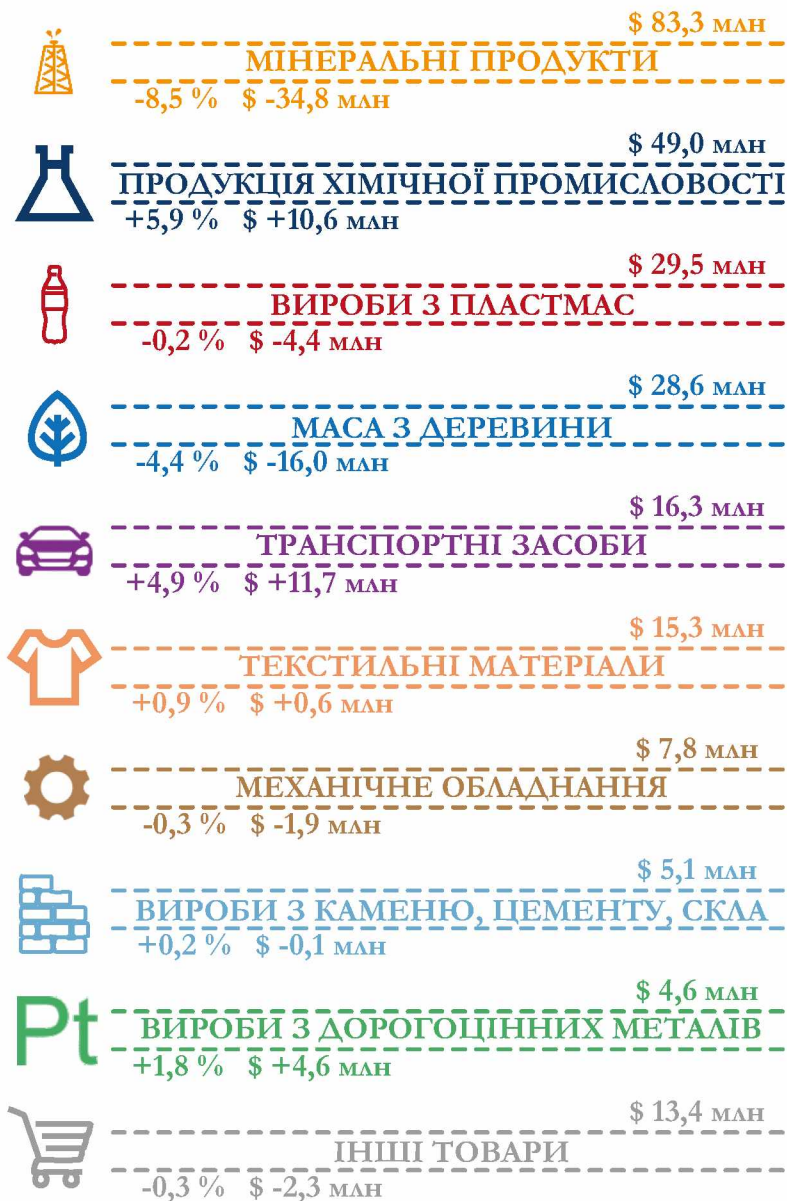 $ 83,3 млн
МІНЕРАЛЬНІ ПРОДУКТИ
-8,5 % $ -34,8 млн
$ 49,0 млн
ПРОДУКЦІЯ ХІМІЧНОЇ ПРОМИСЛОВОСТІ
+5,9 % $ +10,6 млн
$ 29,5 млн
ВИРОБИ З ПЛАСТМАС
-0,2 % $ -4,4 млн
$ 28,6 млн
МАСА З ДЕРЕВИНИ
-4,4 % $ -16,0 млн
$ 16,3 млн
ТРАНСПОРТНІ ЗАСОБИ
+4,9 % $ +11,7 млн
$ 15,3 млн
ТЕКСТИЛЬНІ МАТЕРІАЛИ
+0,9 % $ +0,6 млн
$ 7,8 млн
МЕХАНІЧНЕ ОБЛАДНАННЯ
-0,3 % $ -1,9 млн
$ 5,1 млн
ВИРОБИ З КАМЕНЮ, ЦЕМЕНТУ, СКЛА
+0,2 % $ -0,1 млн
$ 4,6 млн
Pt
ВИРОБИ З ДОРОГОЦІННИХ МЕТАЛІВ
+1,8 % $ +4,6 млн
$ 13,4 млн
ІНШІ ТОВАРИ
-0,3 % $ -2,3 млн